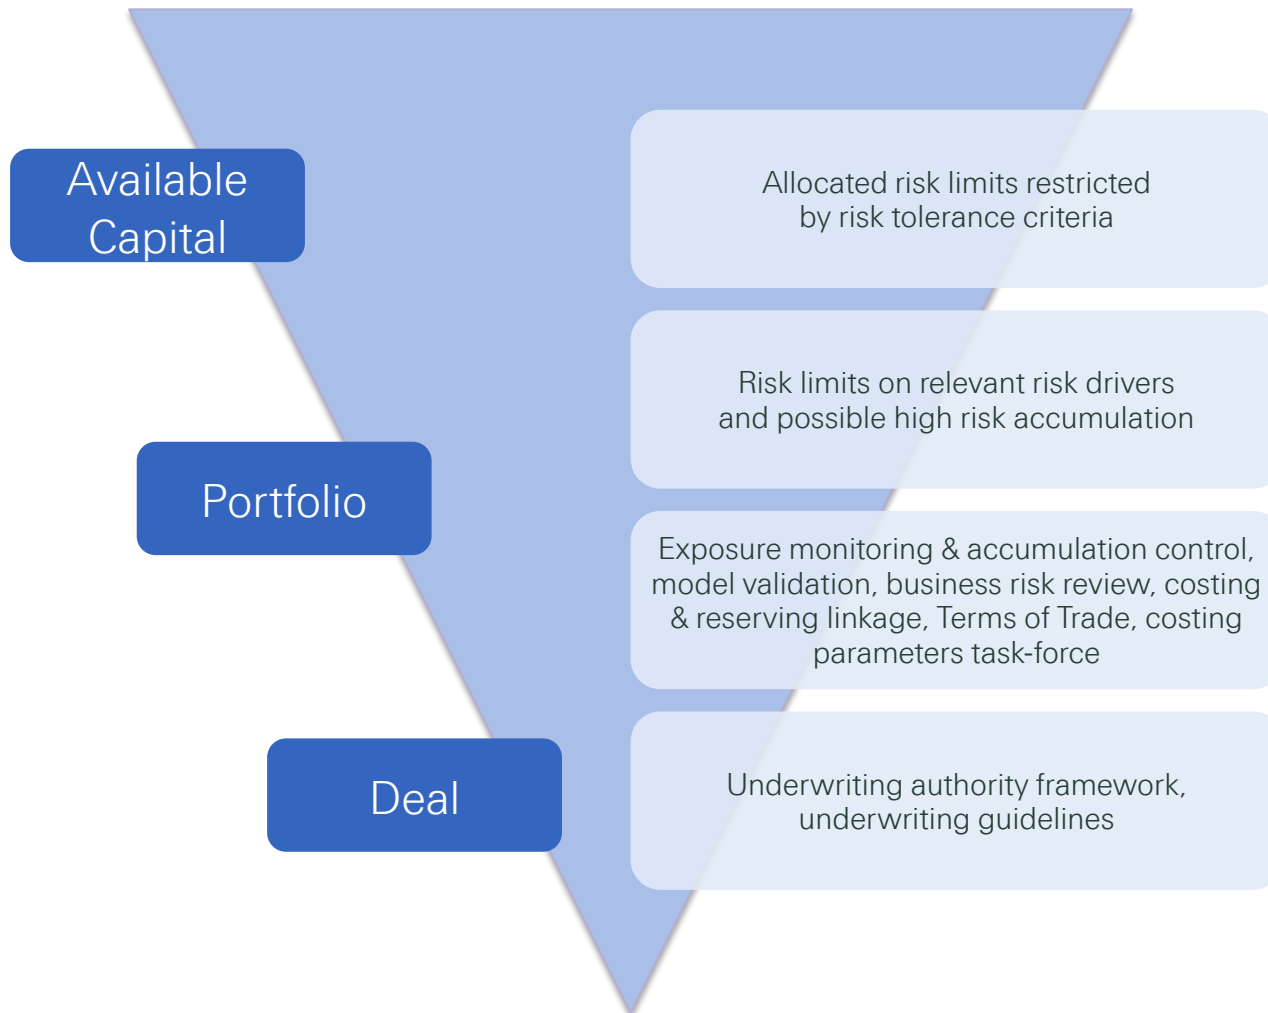 Available
Capital
Allocated risk limits restricted
by risk tolerance criteria
Risk limits on relevant risk drivers
and possible high risk accumulation
Portfolio
Exposure monitoring & accumulation control,
model validation, business risk review, costing
& reserving linkage, Terms of Trade, costing
parameters task-force
Deal
Underwriting authority framework,
underwriting guidelines